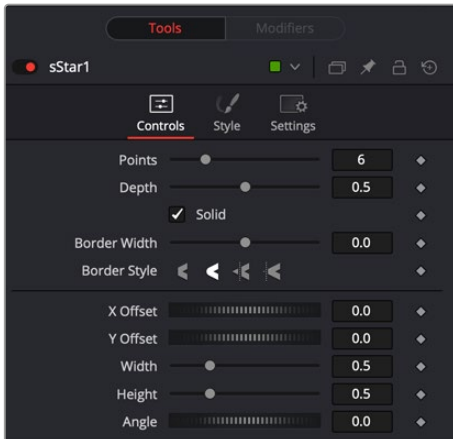 Tools Modifiers
sStar1
Controls Style Settings
Points 6
Depth 0.5
Solid
Border Width 0.0
Border Style
X Offset 0.0
Y Offset 0.0
Width 0.5
Height 0.5
Angle 0.0